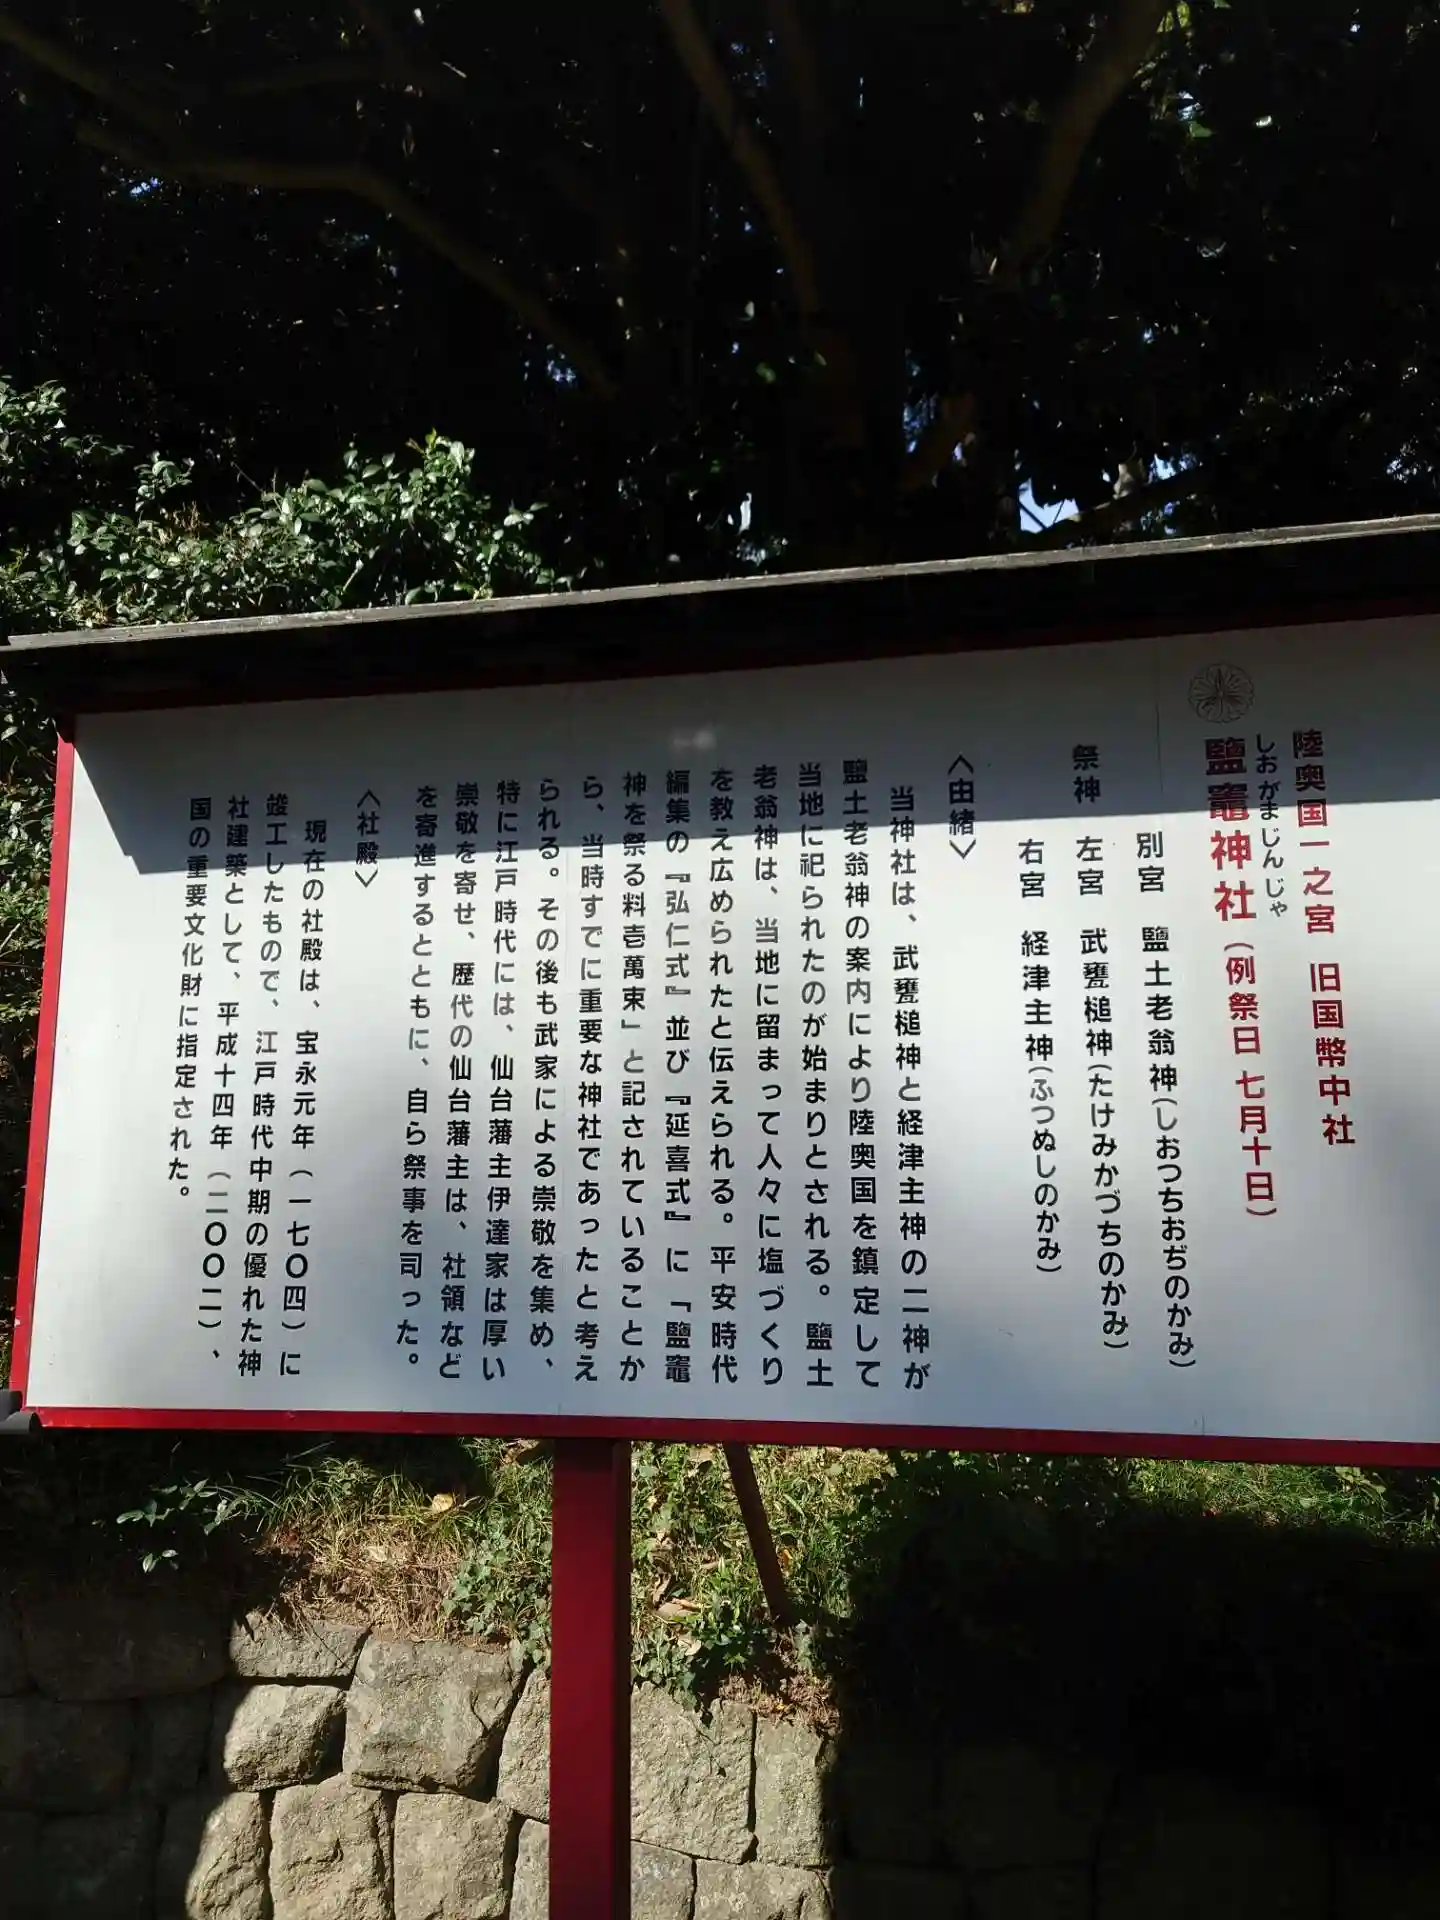 陸奥国一之宮　旧国幣中社
しおがまじんじゃ
鹽竈神社（例祭日 七月十日）
別宮　鹽土老翁神（しおつちおぢのかみ）
祭神　左宮　武甕槌神（たけみかづちのかみ）
右宮　経津主神（ふつぬしのかみ）
〈由緒〉
当神社は、武甕槌神と経津主神の二神が
鹽土老翁神の案内により陸奥国を鎮定して
当地に祀られたのが始まりとされる。鹽土
老翁神は、当地に留まって人々に塩づくり
を教え広められたと伝えられる。平安時代
編集の『弘仁式』並び『延喜式』に「鹽竈
神を祭る料壱萬束」と記されていることか
ら、当時すでに重要な神社であったと考え
られる。その後も武家による崇敬を集め、
特に江戸時代には、仙台藩主伊達家は厚い
崇敬を寄せ、歴代の仙台藩主は、社領など
を寄進するとともに、自ら祭事を司った。
〈社殿〉
現在の社殿は、宝永元年（一七〇四）に
竣工したもので、江戸時代中期の優れた神
社建築として、平成十四年（二〇〇二）、
国の重要文化財に指定された。